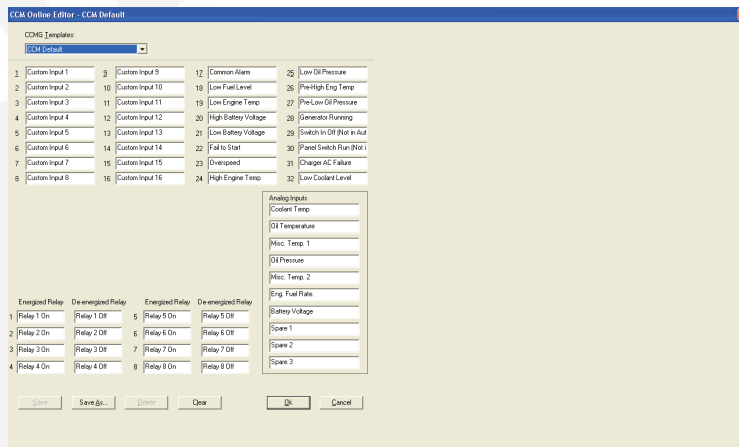 CCM Online Editor - CCM Default
CCMG Templates:
CCM Default
1 Custom Input 1 9 Custom Input 9 17 Common Alarm 25 Low Oil Pressure
2 Custom Input 2 10 Custom Input 10 18 Low Fuel Level 26 Pre-High Eng Temp
3 Custom Input 3 11 Custom Input 11 19 Low Engine Temp 27 Pre-Low Oil Pressure
4 Custom Input 4 12 Custom Input 12 20 High Battery Voltage 28 Generator Running
5 Custom Input 5 13 Custom Input 13 21 Low Battery Voltage 29 Switch In Off (Not in Aut
6 Custom Input 6 14 Custom Input 14 22 Fail to Start 30 Panel Switch Run (Not i
7 Custom Input 7 15 Custom Input 15 23 Overspeed 31 Charger AC Failure
8 Custom Input 8 16 Custom Input 16 24 High Engine Temp 32 Low Coolant Level
Analog Inputs
Coolant Temp
Oil Temperature
Misc. Temp. 1
Oil Pressure
Misc. Temp. 2
Eng. Fuel Rate.
Battery Voltage
Spare 1
Spare 2
Spare 3
Energized Relay De-energized Relay Energized Relay De-energized Relay
1 Relay 1 On Relay 1 Off 5 Relay 5 On Relay 5 Off
2 Relay 2 On Relay 2 Off 6 Relay 6 On Relay 6 Off
3 Relay 3 On Relay 3 Off 7 Relay 7 On Relay 7 Off
4 Relay 4 On Relay 4 Off 8 Relay 8 On Relay 8 Off
Save Save As... Delete Clear Ok Cancel